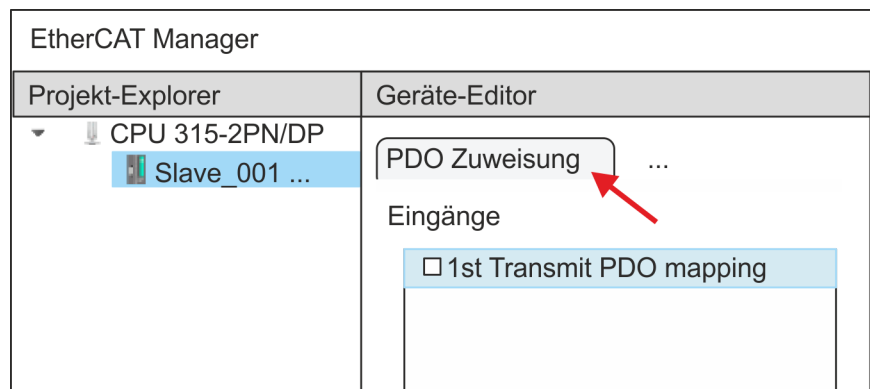 EtherCAT Manager
Projekt-Explorer
Geräte-Editor
CPU 315-2PN/DP
Slave_001 ...
PDO Zuweisung
...
Eingänge
1st Transmit PDO mapping